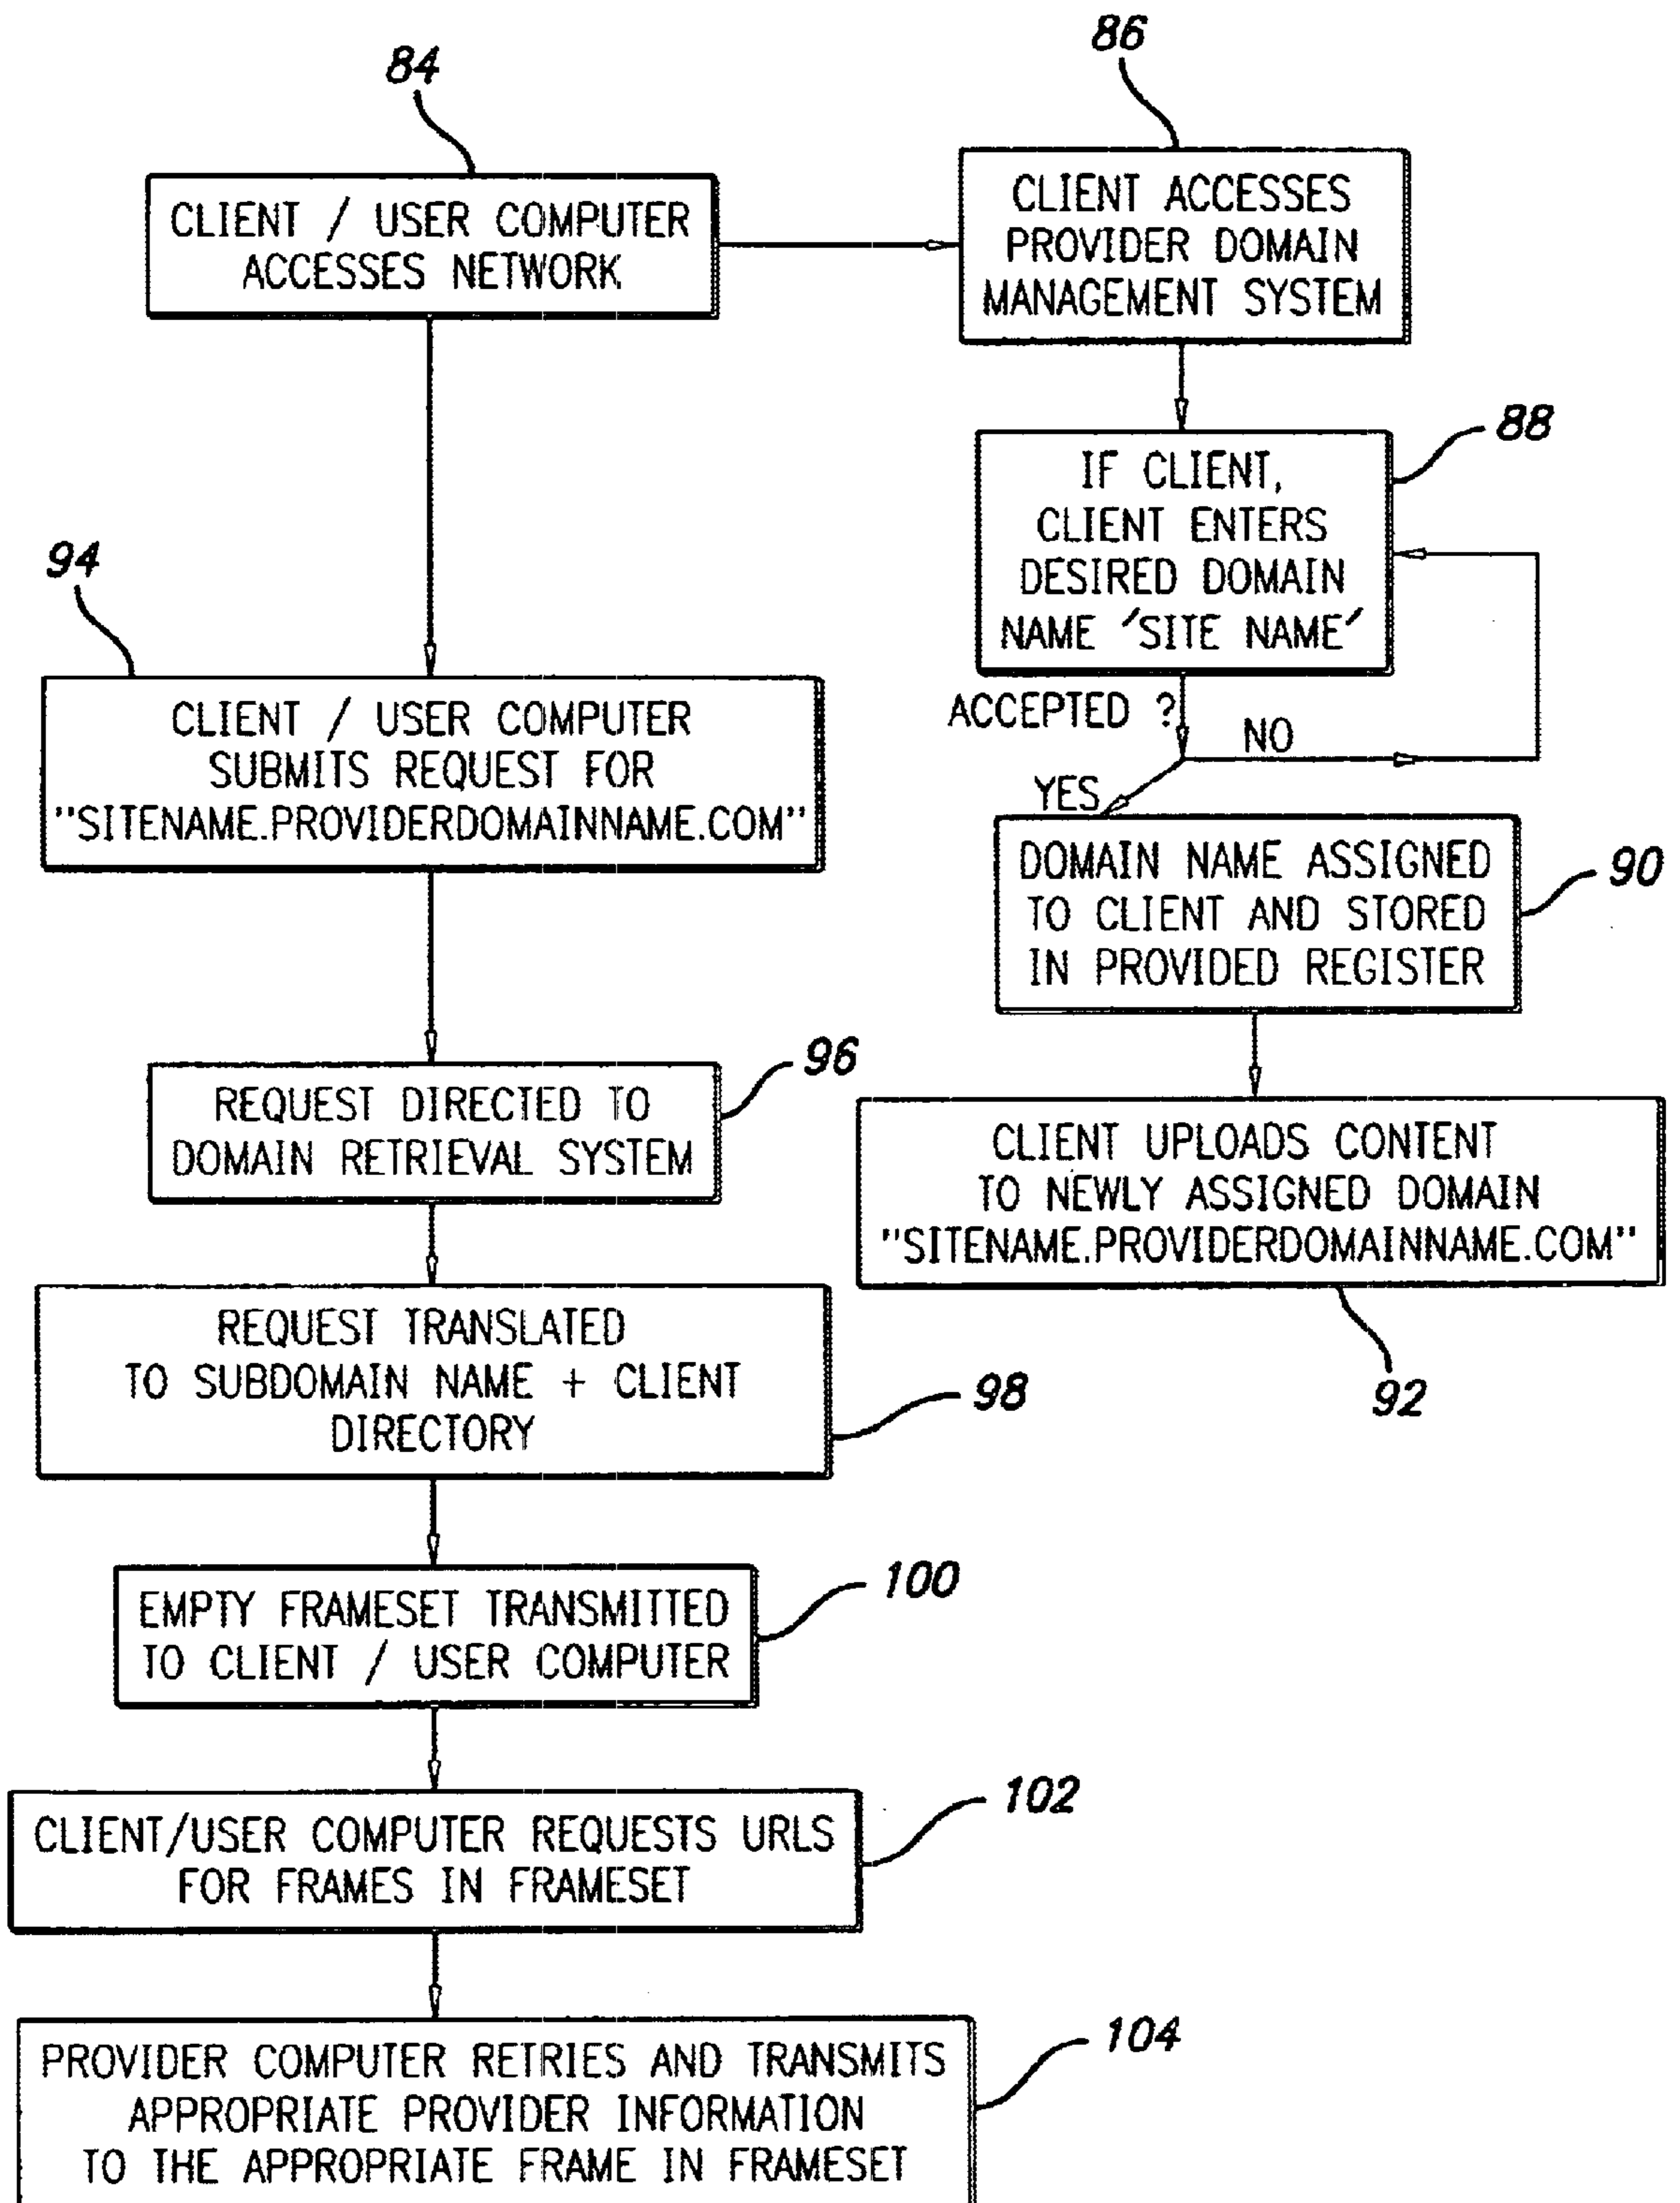 84
CLIENT / USER COMPUTER
ACCESSES NETWORK
86
CLIENT ACCESSES
PROVIDER DOMAIN
MANAGEMENT SYSTEM
88
IF CLIENT,
CLIENT ENTERS
DESIRED DOMAIN
NAME 'SITE NAME'
ACCEPTED ?
NO
YES
90
DOMAIN NAME ASSIGNED
TO CLIENT AND STORED
IN PROVIDED REGISTER
CLIENT UPLOADS CONTENT
TO NEWLY ASSIGNED DOMAIN
"SITENAME.PROVIDERDOMAINNAME.COM"
92
94
CLIENT / USER COMPUTER
SUBMITS REQUEST FOR
"SITENAME.PROVIDERDOMAINNAME.COM"
96
REQUEST DIRECTED TO
DOMAIN RETRIEVAL SYSTEM
REQUEST TRANSLATED
TO SUBDOMAIN NAME + CLIENT
DIRECTORY
98
EMPTY FRAMESET TRANSMITTED
TO CLIENT / USER COMPUTER
100
CLIENT/USER COMPUTER REQUESTS URLS
FOR FRAMES IN FRAMESET
102
PROVIDER COMPUTER RETRIES AND TRANSMITS
APPROPRIATE PROVIDER INFORMATION
TO THE APPROPRIATE FRAME IN FRAMESET
104